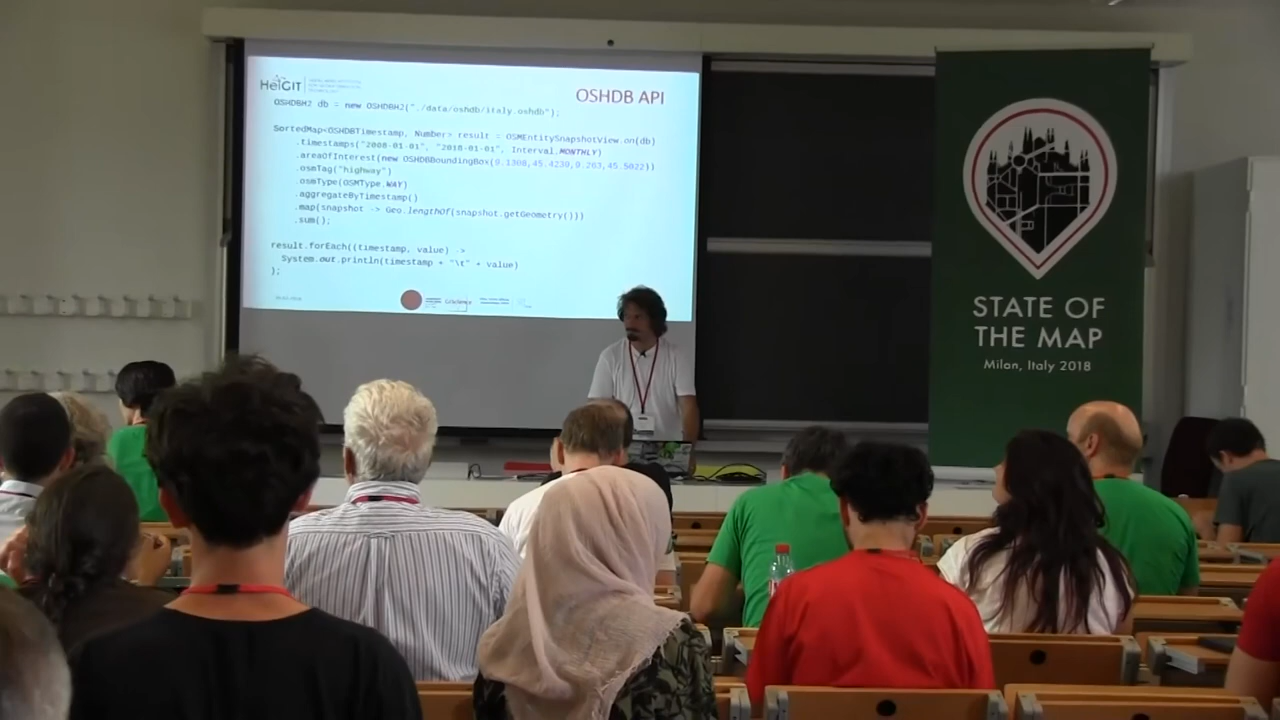 HeiGIT
OSHDB API
OSHDBH2 db = new OSHDBH2("./data/oshdb/italy.oshdb");
SortedMap<OSHDBTimestamp, Number> result = OSMEntitySnapshotView.on(db)
.timestamps("2008-01-01", "2018-01-01", Interval.MONTHLY)
.areaOfInterest(new OSHDBBoundingBox(9.1308,45.4239,9.263,45.5022))
.osmTag("highway")
.osmType(OSMType.WAY)
.aggregateByTimestamp()
.map(snapshot -> Geo.lengthOf(snapshot.getGeometry()))
.sum();
result.forEach((timestamp, value) ->
System.out.println(timestamp + "\t" + value)
);
STATE OF
THE MAP
Milan, Italy 2018